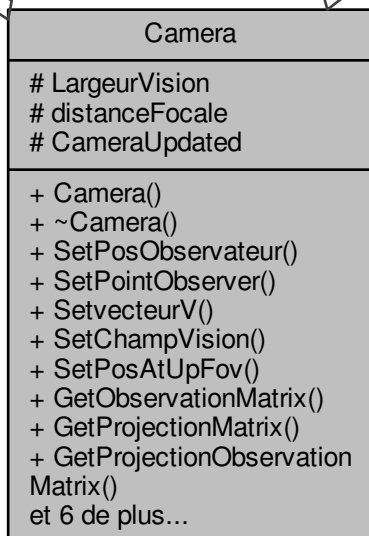 Camera
# LargeurVision
# distanceFocale
# CameraUpdated
+ Camera()
+ ~Camera()
+ SetPosObservateur()
+ SetPointObserver()
+ SetvecteurV()
+ SetChampVision()
+ SetPosAtUpFov()
+ GetObservationMatrix()
+ GetProjectionMatrix()
+ GetProjectionObservation
Matrix()
et 6 de plus...